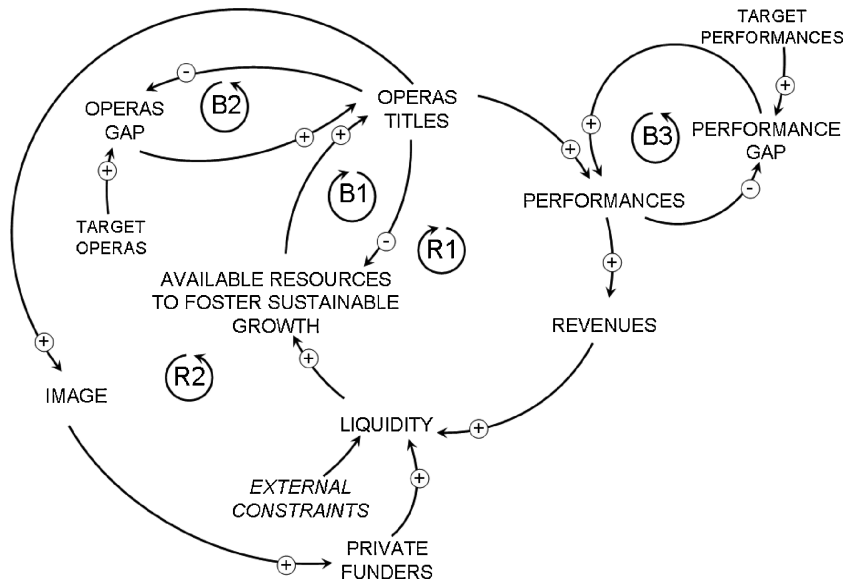 TARGET
PERFORMANCES
-
OPERAS
GAP
B2
OPERAS
TITLES
+
+
+
+
+
B3
PERFORMANCE
GAP
+
TARGET
OPERAS
B1
PERFORMANCES
-
-
R1
AVAILABLE RESOURCES
TO FOSTER SUSTAINABLE
GROWTH
+
REVENUES
+
R2
+
IMAGE
LIQUIDITY
+
EXTERNAL
CONSTRAINTS
+
PRIVATE
FUNDERS
+